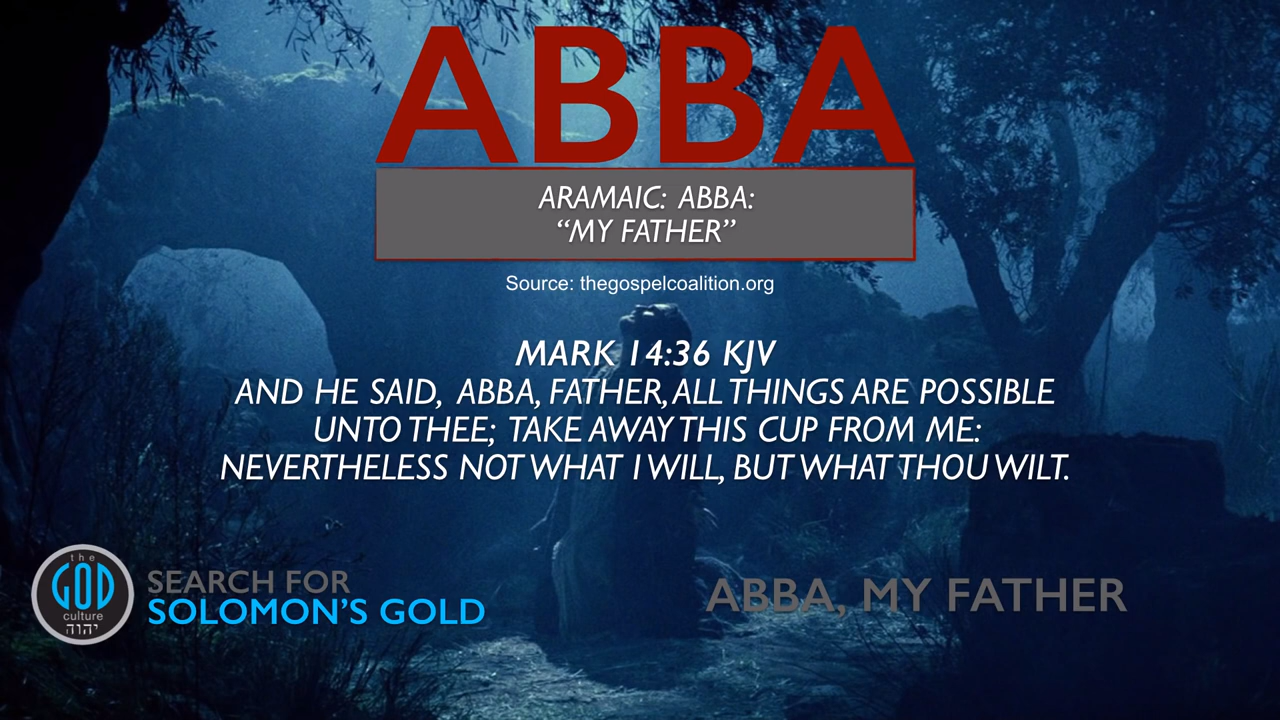 ABBA
ARAMAIC: ABBA:
“MY FATHER”
Source: thegospelcoalition.org
MARK 14:36 KJV
AND HE SAID, ABBA, FATHER, ALL THINGS ARE POSSIBLE
UNTO THEE; TAKE AWAY THIS CUP FROM ME:
NEVERTHELESS NOT WHAT I WILL, BUT WHAT THOU WILT.
the
GOD
culture
יהוה
SEARCH FOR
SOLOMON’S GOLD
ABBA, MY FATHER